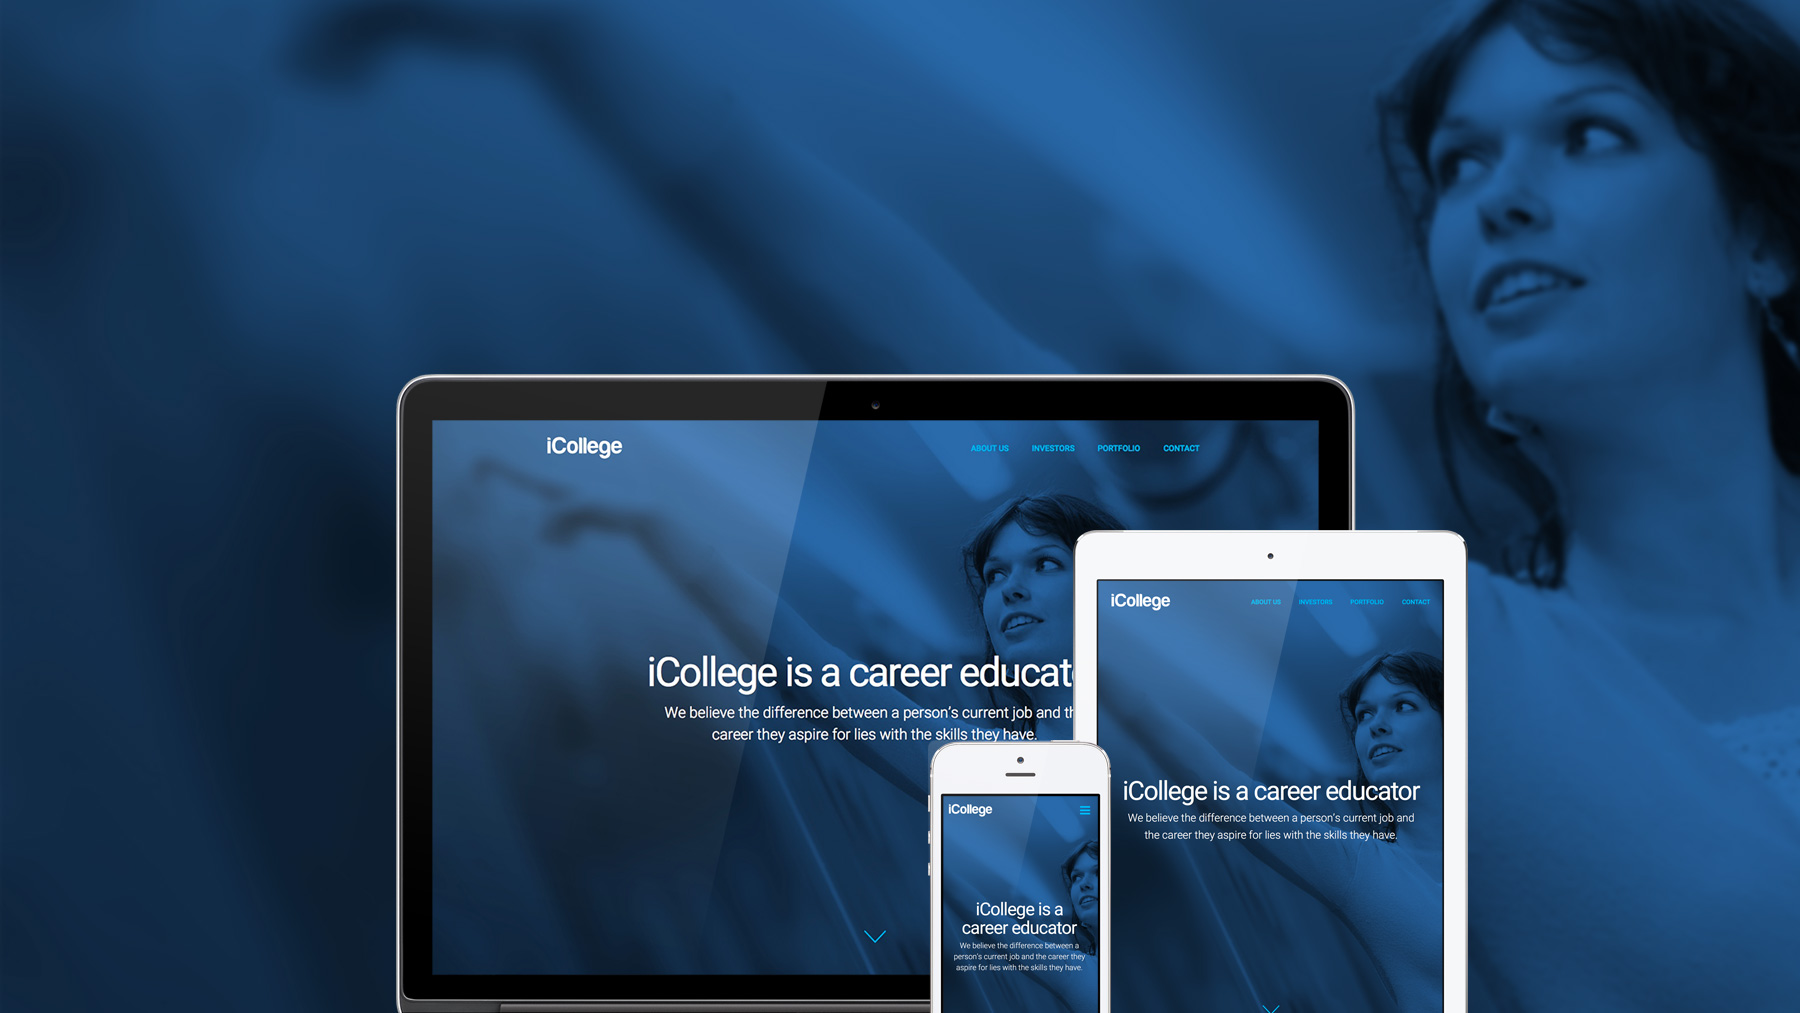 iCollege
ABOUT US INVESTORS PORTFOLIO CONTACT
iCollege is a career
We believe the difference between a person's current job and
career they aspire for lies with the skills they have.
iCollege
ABOUT US INVESTORS PORTFOLIO CONTACT
iCollege is a career educator
We believe the difference between a person's current job and
the career they aspire for lies with the skills they have.
iCollege
iCollege is a
career educator
We believe the difference between a
person's current job and the career they
aspire for lies with the skills they have.